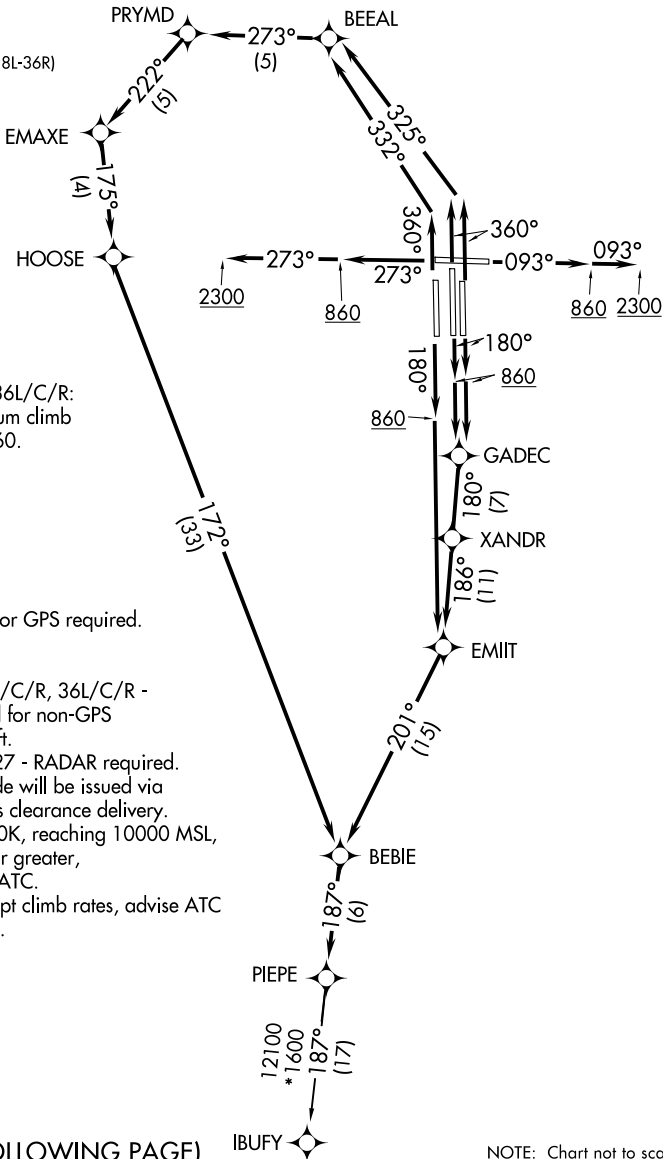 PRYMD
BEEAL
273°
(5)
8L-36R)
222°
(5)
325°
332°
EMAXE
175°
(4)
360°
360°
HOOSE
273°
273°
093°
093°
2300
860
860
2300
180°
180°
860
36L/C/R:
um climb
60.
860
GADEC
180°
(7)
172°
(33)
XANDR
186°
(11)
or GPS required.
EMIIT
/C/R, 36L/C/R -
for non-GPS
ft.
27 - RADAR required.
de will be issued via
s clearance delivery.
0K, reaching 10000 MSL,
r greater,
ATC.
pt climb rates, advise ATC
.
201°
(15)
BEBIE
187°
(6)
PIEPE
12100
*1600
187°
(17)
OLLOWING PAGE)
IBUFY
NOTE: Chart not to sca